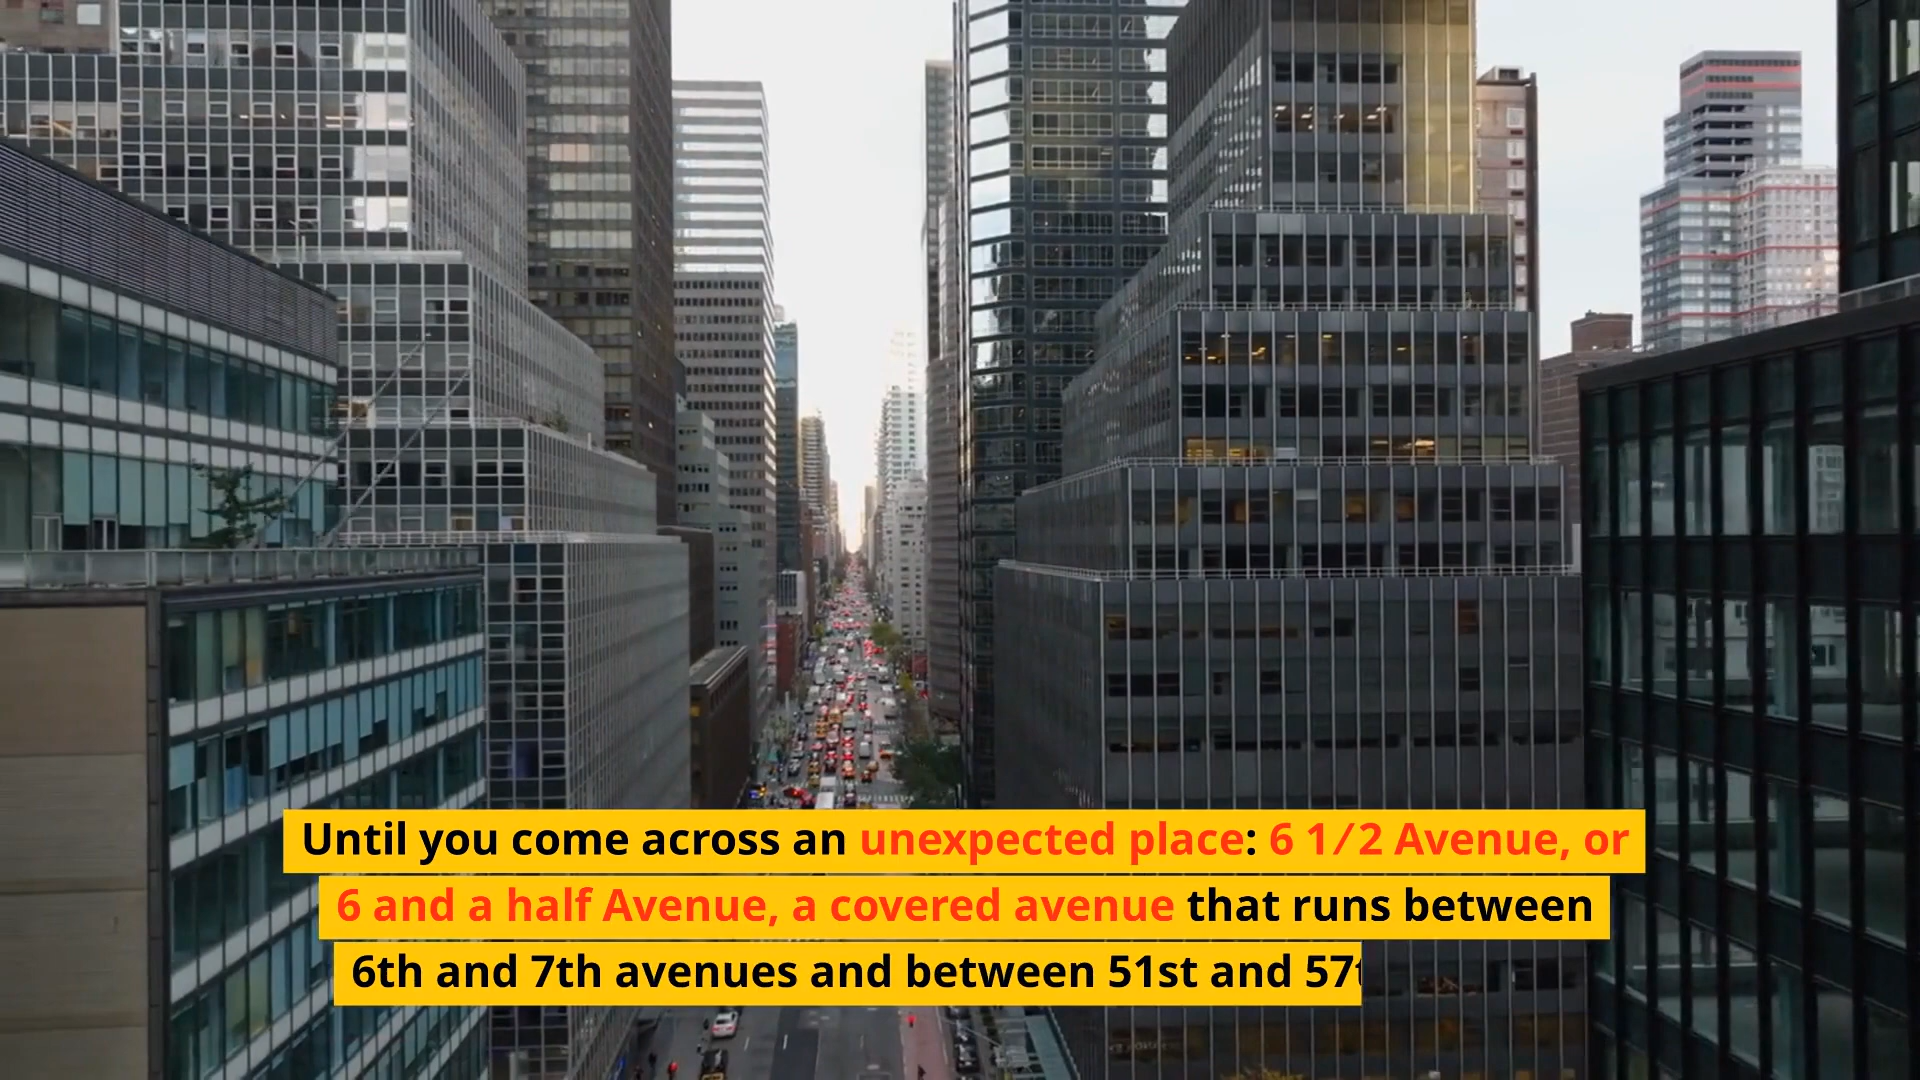 Until you come across an unexpected place: 6 1/2 Avenue, or
6 and a half Avenue, a covered avenue that runs between
6th and 7th avenues and between 51st and 57t